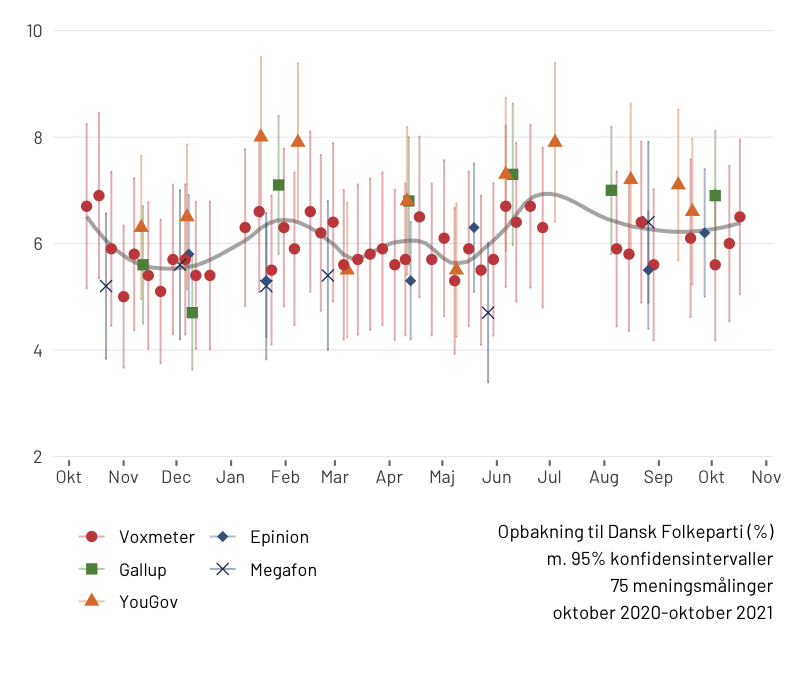 10
8
6
4
2
Okt Nov Dec Jan Feb Mar Apr Maj Jun Jul Aug Sep Okt Nov
Voxmeter Epinion
Gallup Megafon
YouGov
Opbakning til Dansk Folkeparti (%)
m. 95% konfidensintervaller
75 meningsmålinger
oktober 2020-oktober 2021